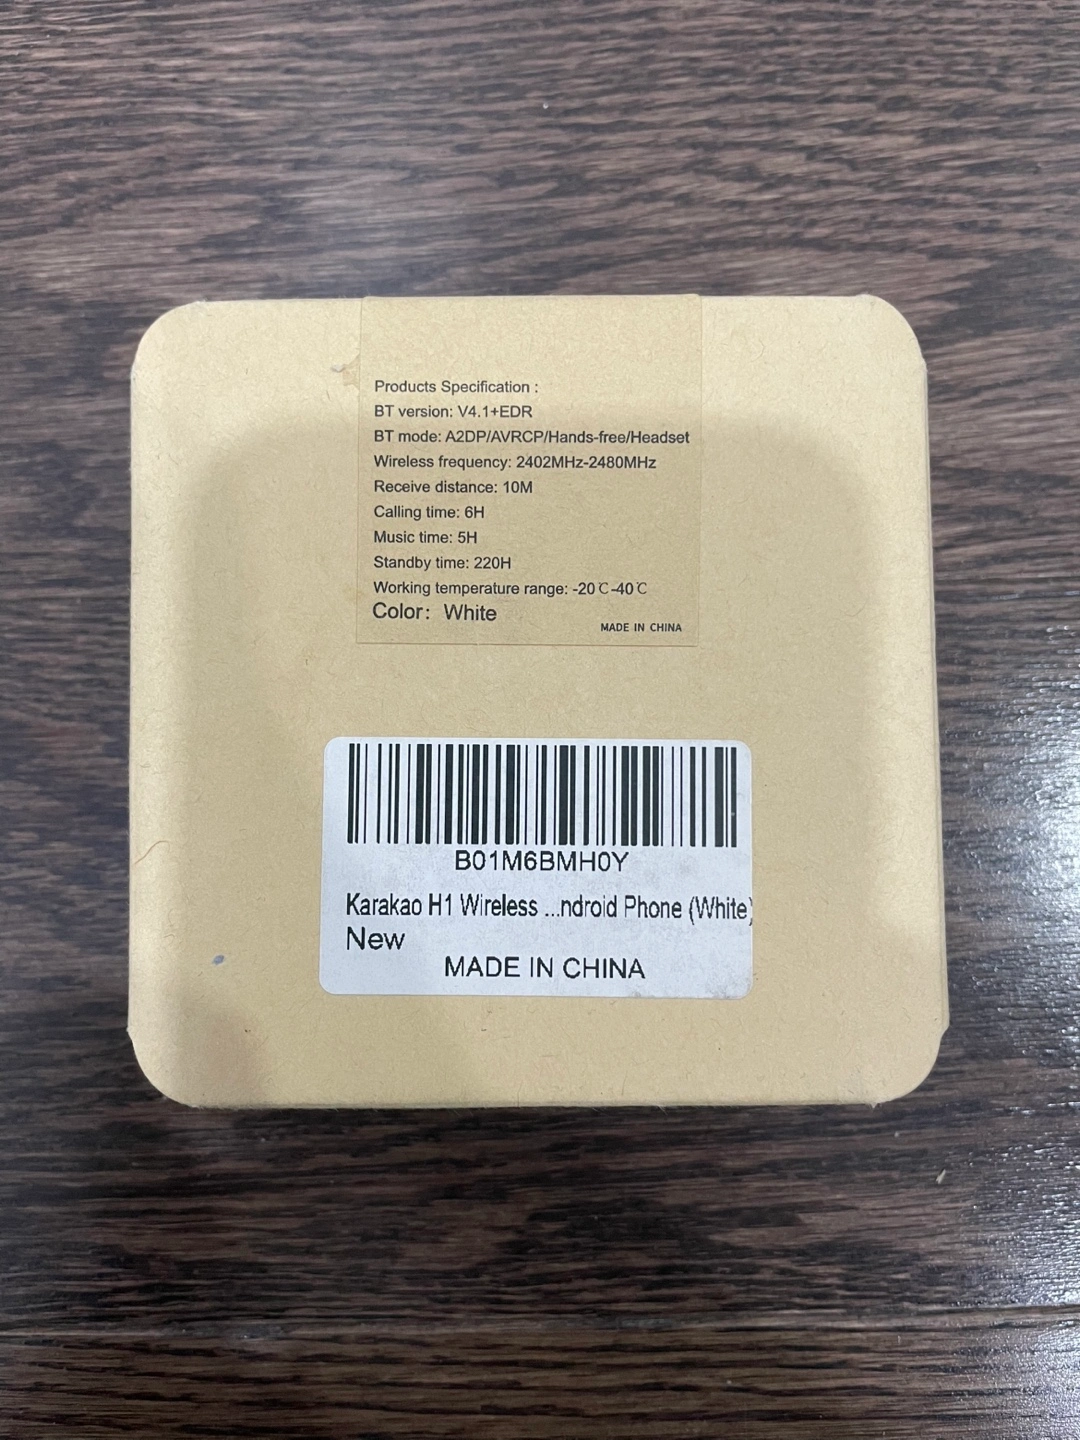 Products Specification :
BT version: V4.1+EDR
BT mode: A2DP/AVRCP/Hands-free/Headset
Wireless frequency: 2402MHz-2480MHz
Receive distance: 10M
Calling time: 6H
Music time: 5H
Standby time: 220H
Working temperature range: -20℃-40℃
Color: White
MADE IN CHINA
B01M6BMH0Y
Karakao H1 Wireless ...ndroid Phone (White)
New
MADE IN CHINA